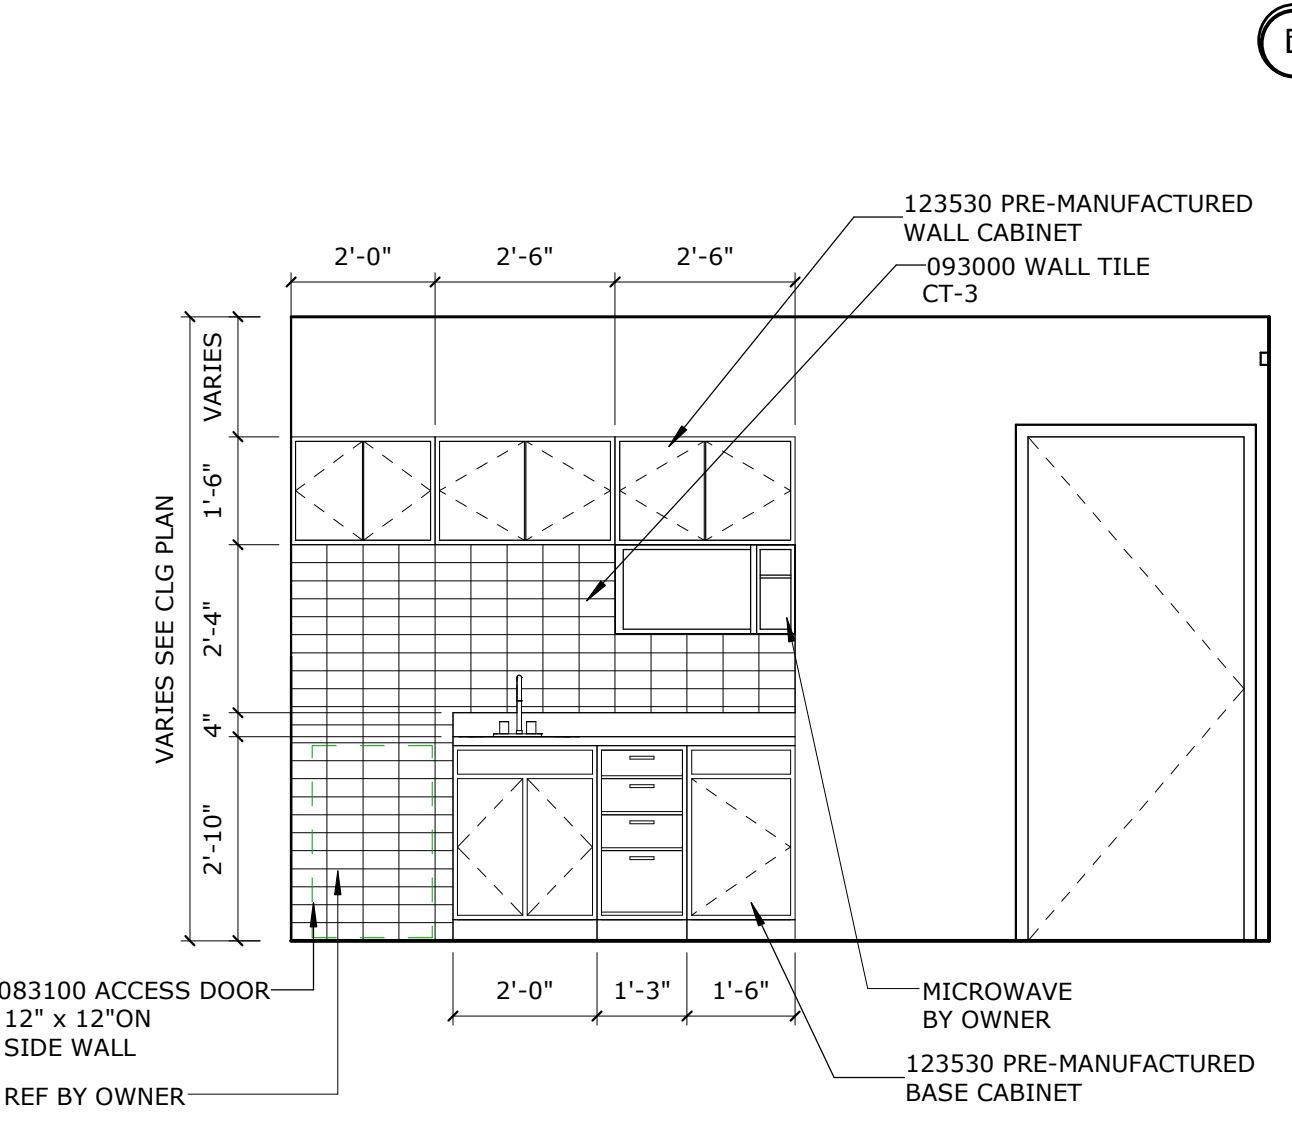 123530 PRE-MANUFACTURED
WALL CABINET
093000 WALL TILE
CT-3
2'-0"
2'-6"
2'-6"
VARIES
1'-6"
2'-4"
4"
2'-10"
VARIES SEE CLG PLAN
083100 ACCESS DOOR
12" x 12"ON
SIDE WALL
REF BY OWNER
2'-0"
1'-3"
1'-6"
MICROWAVE
BY OWNER
123530 PRE-MANUFACTURED
BASE CABINET